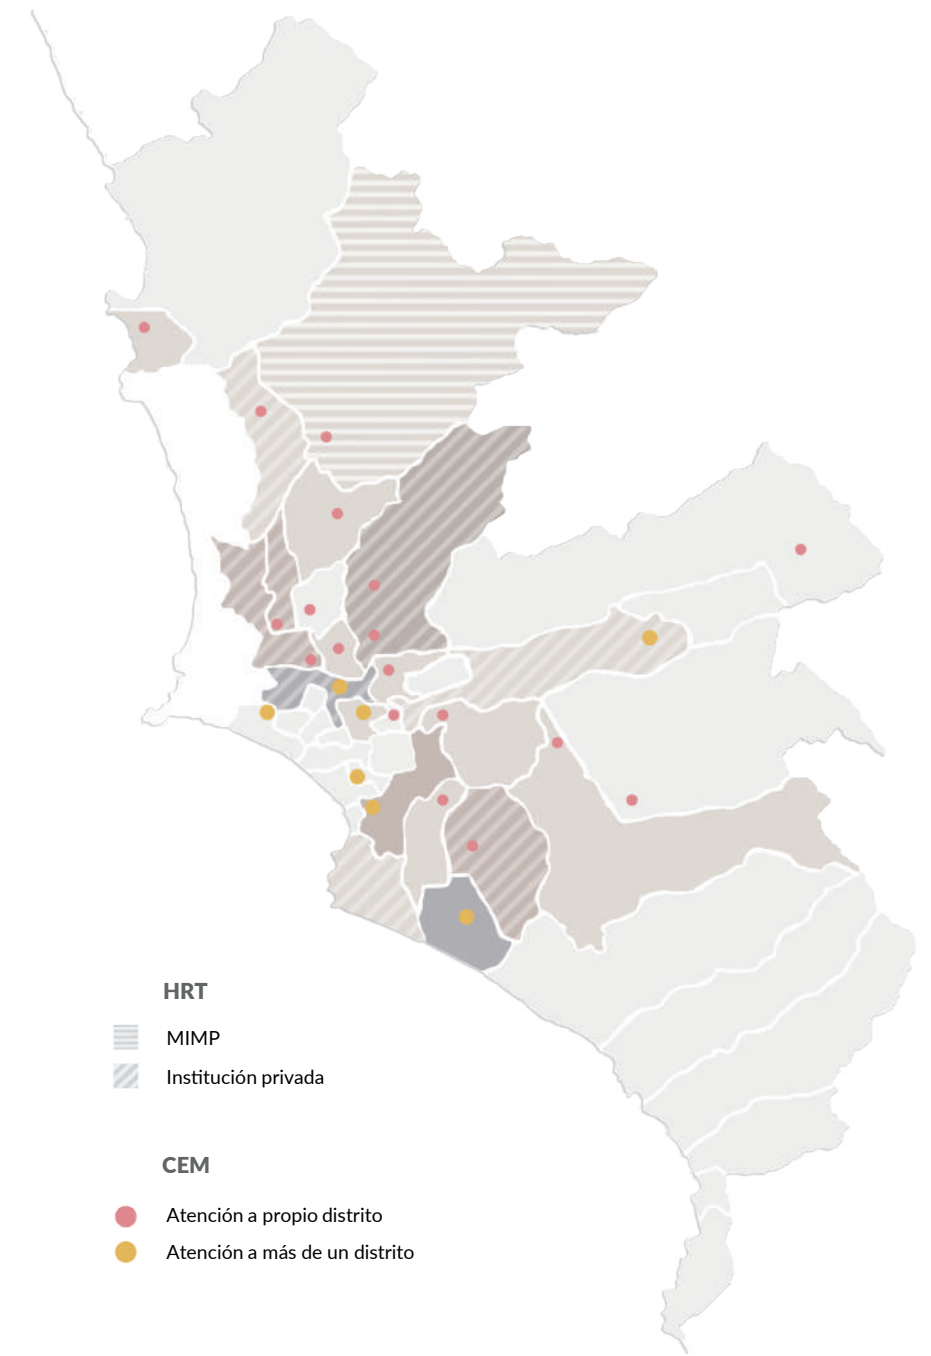 HRT
MIMP
Institución privada
CEM
Atención a propio distrito
Atención a más de un distrito